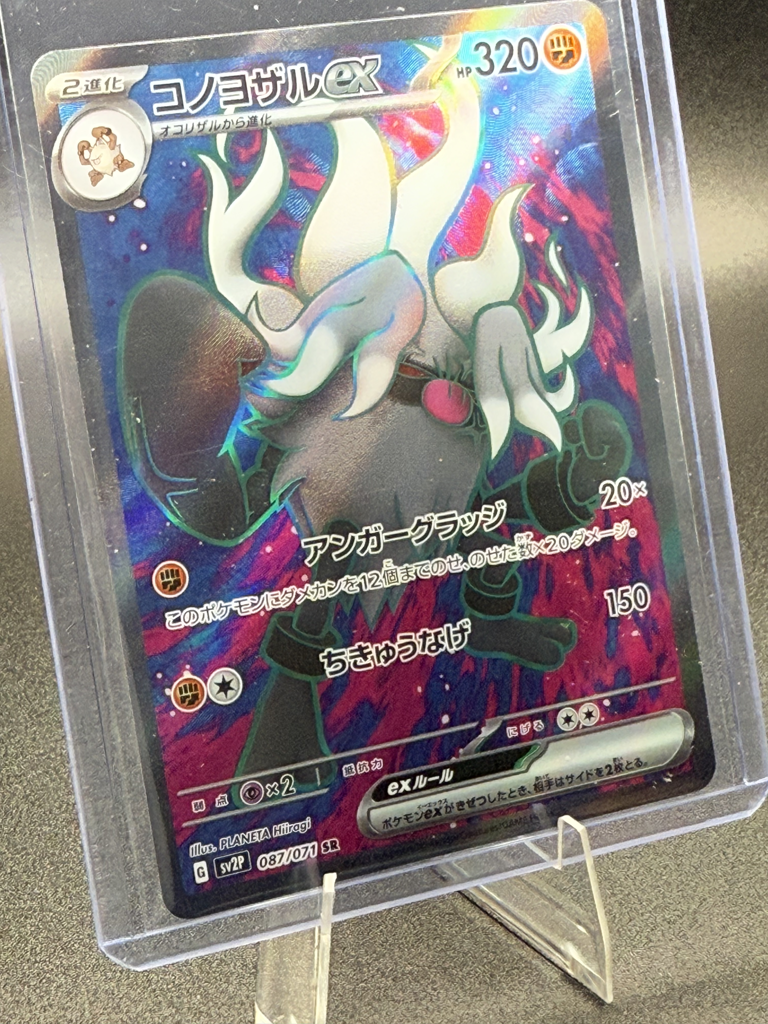 2進化
コノヨザルex
HP320
オコリザルから進化
アンガーグラッジ 20×
このポケモンにダメカンを12個までのせ、のせた数×20ダメージ。
ちきゅうなげ 150
弱点 ×2 抵抗力 にげる
exルール
ポケモンexがきぜつしたとき、相手はサイドを2枚とる。
Illus. PLANETA Hiiragi
G SV2P 087/071 SR